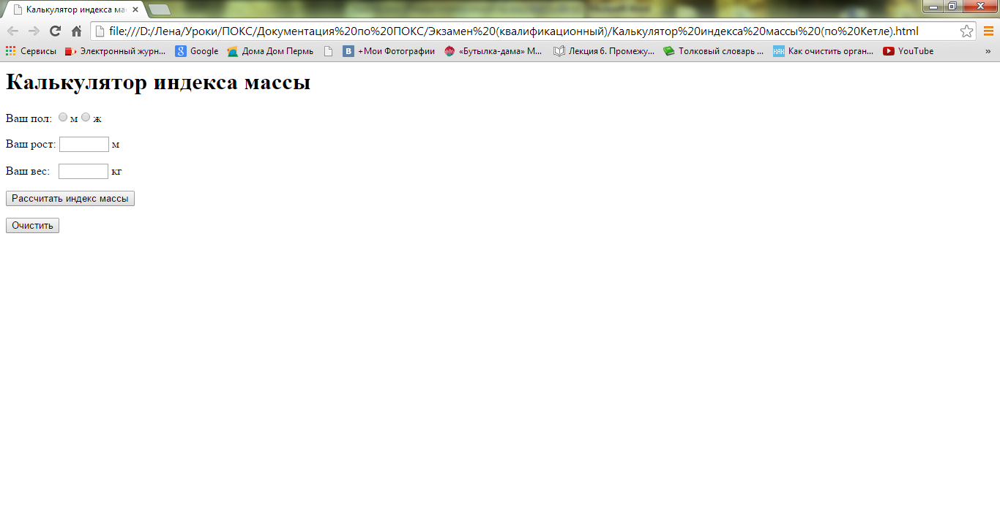 Калькулятор индекса ма
file:///D:/Лена/Уроки/ПОКС/Документация%20по%20ПОКС/Экзамен%20(квалификационный)/Калькулятор%20индекса%20массы%20(по%20Кетле).html
Сервисы Электронный журн... Google Дома Дом Пермь +Мои Фотографии «Бутылка-дама» М... Лекция 6. Промежу... Толковый словарь ... Как очистить орган... YouTube »
Калькулятор индекса массы
Ваш пол: м ж
Ваш рост: м
Ваш вес: кг
Рассчитать индекс массы
Очистить